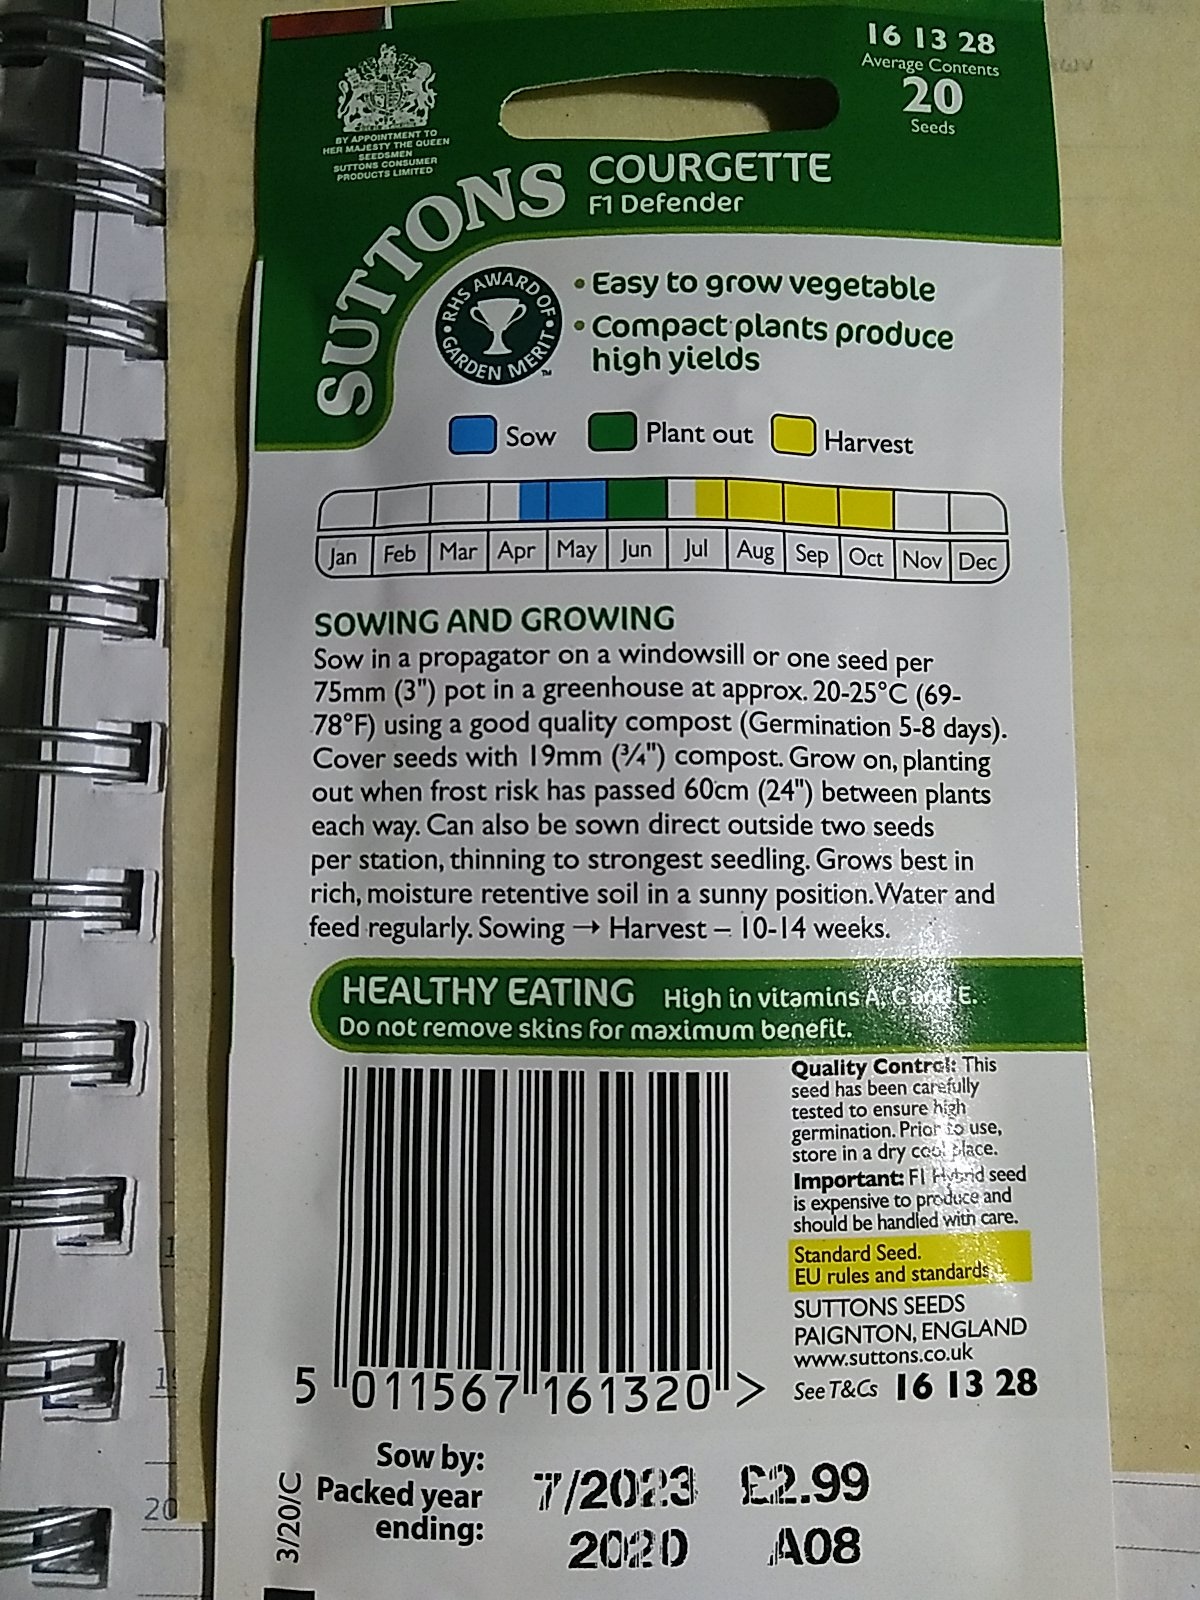 16 13 28
Average Contents
20
Seeds
BY APPOINTMENT TO
HER MAJESTY THE QUEEN
SEEDSMEN
SUTTONS CONSUMER
PRODUCTS LIMITED
SUTTONS
COURGETTE
F1 Defender
RHS AWARD OF
GARDEN MERIT
TM
• Easy to grow vegetable
• Compact plants produce
high yields
Sow Plant out Harvest
Jan Feb Mar Apr May Jun Jul Aug Sep Oct Nov Dec
SOWING AND GROWING
Sow in a propagator on a windowsill or one seed per
75mm (3") pot in a greenhouse at approx. 20-25°C (69-
78°F) using a good quality compost (Germination 5-8 days).
Cover seeds with 19mm (¾") compost. Grow on, planting
out when frost risk has passed 60cm (24") between plants
each way. Can also be sown direct outside two seeds
per station, thinning to strongest seedling. Grows best in
rich, moisture retentive soil in a sunny position. Water and
feed regularly. Sowing → Harvest – 10-14 weeks.
HEALTHY EATING High in vitamins A, C and E.
Do not remove skins for maximum benefit.
Quality Control: This
seed has been carefully
tested to ensure high
germination. Prior to use,
store in a dry cool place.
Important: F1 Hybrid seed
is expensive to produce and
should be handled with care.
Standard Seed.
EU rules and standards
SUTTONS SEEDS
PAIGNTON, ENGLAND
www.suttons.co.uk
See T&Cs 16 13 28
5 011567 161320 >
Sow by: 7/2023 £2.99
Packed year
ending: 2020 A08
3/20/C
20